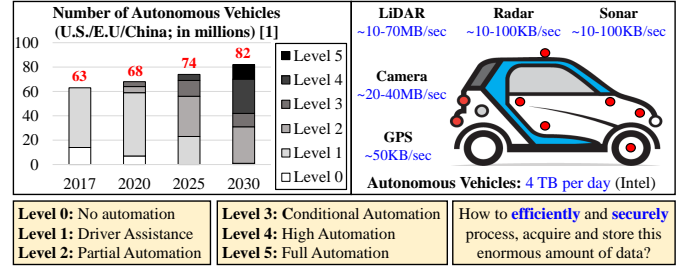 Number of Autonomous Vehicles
(U.S./E.U/China; in millions) [1]
100
80
60
40
20
0
63
68
74
82
2017
2020
2025
2030
Level 5
Level 4
Level 3
Level 2
Level 1
Level 0
LiDAR
~10-70MB/sec
Radar
~10-100KB/sec
Sonar
~10-100KB/sec
Camera
~20-40MB/sec
GPS
~50KB/sec
Autonomous Vehicles: 4 TB per day (Intel)
Level 0: No automation
Level 1: Driver Assistance
Level 2: Partial Automation
Level 3: Conditional Automation
Level 4: High Automation
Level 5: Full Automation
How to efficiently and securely
process, acquire and store this
enormous amount of data?